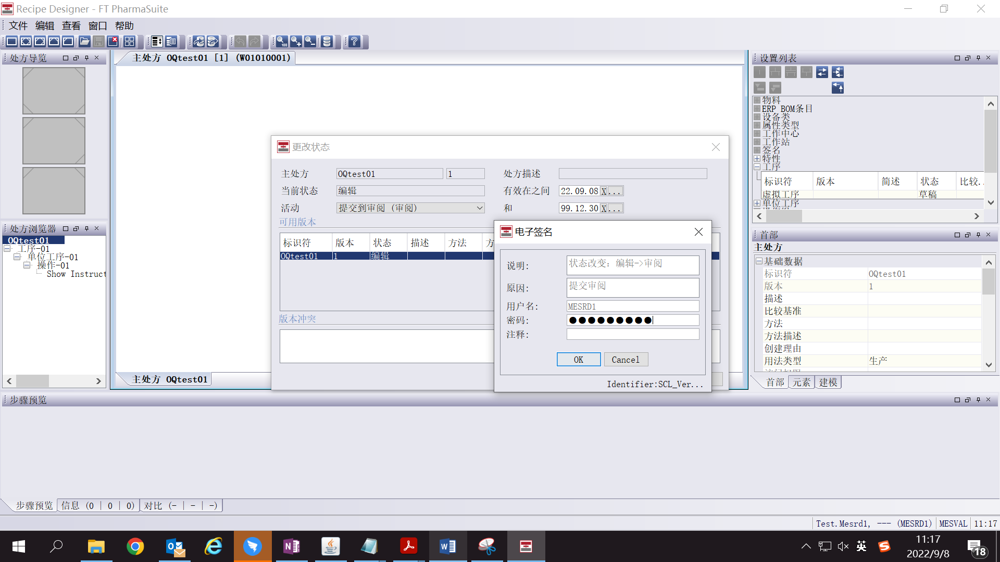 Recipe Designer - FT PharmaSuite
文件 编辑 查看 窗口 帮助
处方导览
主处方 OQtest01 [1] (W01010001)
设置列表
物料
ERP BOM条目
设备类
属性类型
工作中心
工作站
签名
特性
工序
标识符 版本 简述 状态 比较..
虚拟工序 草稿
单位工序
处方浏览器
OQtest01
工序-01
单位工序-01
操作-01
Show Instruct
更改状态
主处方 OQtest01 1 处方描述
当前状态 编辑 有效在之间 22.09.08 X ...
活动 提交到审阅 (审阅) 和 99.12.30 X ...
可用版本
标识符 版本 状态 描述 方法 方
OQtest01 1 编辑
版本冲突
电子签名
说明: 状态改变: 编辑->审阅
原因: 提交审阅
用户名: MESRD1
密码: ●●●●●●●●●
注释:
OK Cancel
Identifier:SCL_Ver...
主处方 OQtest01
首部
主处方
基础数据
标识符 OQtest01
版本 1
描述
比较基准
方法
方法描述
创建理由
用法类型 生产
首部 元素 建模
步骤预览
步骤预览 信息 (0 | 0 | 0) 对比 (- | - | -)
Test.Mesrd1, --- (MESRD1) MESVAL 11:17
英 11:17
2022/9/8
18